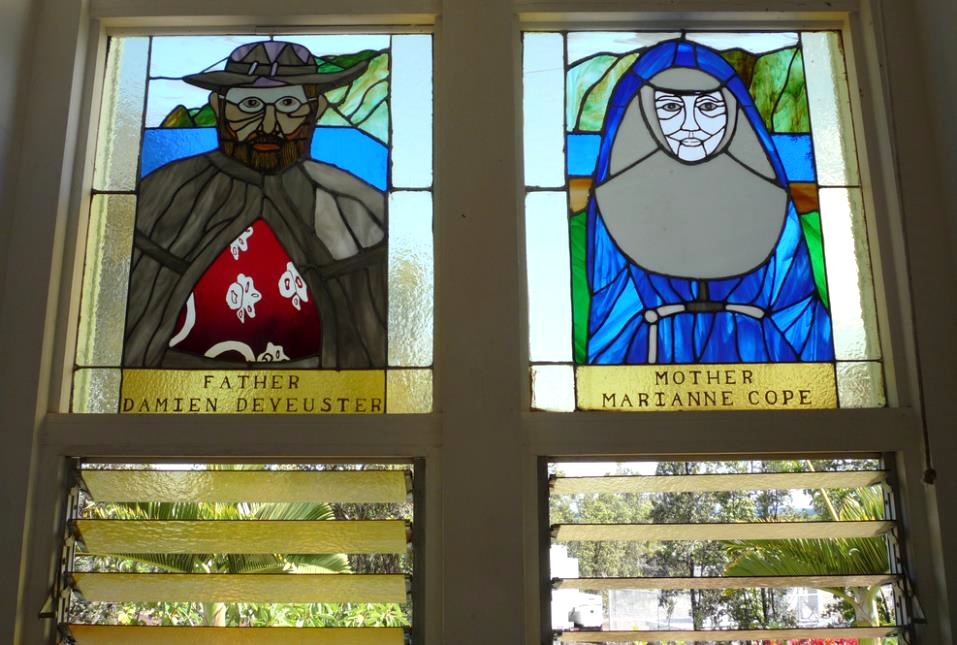 FATHER
DAMIEN DEVEUSTER
MOTHER
MARIANNE COPE